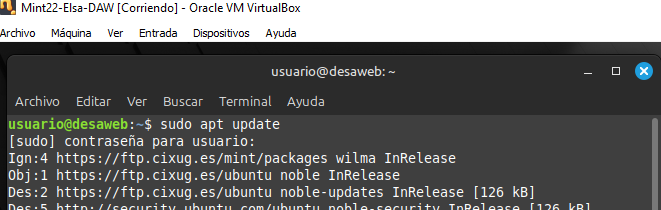 Mint22-Elsa-DAW [Corriendo] - Oracle VM VirtualBox
Archivo Máquina Ver Entrada Dispositivos Ayuda
usuario@desaweb: ~
Archivo Editar Ver Buscar Terminal Ayuda
usuario@desaweb:~$ sudo apt update
[sudo] contraseña para usuario:
Ign:4 https://ftp.cixug.es/mint/packages wilma InRelease
Obj:1 https://ftp.cixug.es/ubuntu noble InRelease
Des:2 https://ftp.cixug.es/ubuntu noble-updates InRelease [126 kB]
Des:5 http://security.ubuntu.com/ubuntu noble-security InRelease [126 kB]